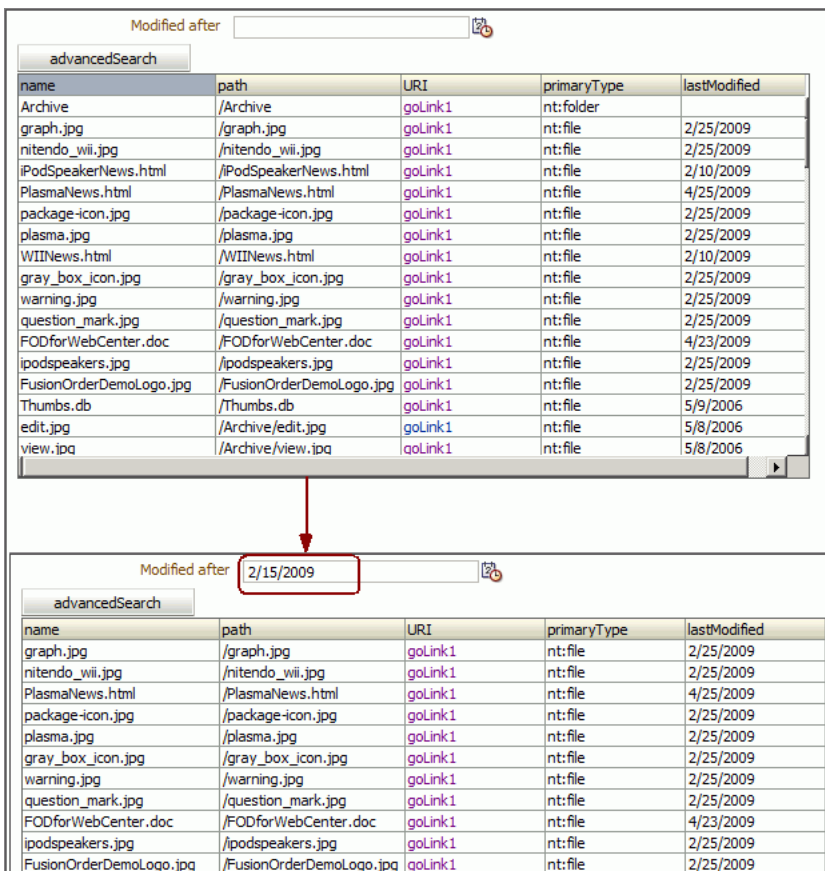 Modified after
advancedSearch
name path URI primaryType lastModified
Archive /Archive goLink1 nt:folder
graph.jpg /graph.jpg goLink1 nt:file 2/25/2009
nitendo_wii.jpg /nitendo_wii.jpg goLink1 nt:file 2/25/2009
iPodSpeakerNews.html /iPodSpeakerNews.html goLink1 nt:file 2/10/2009
PlasmaNews.html /PlasmaNews.html goLink1 nt:file 4/25/2009
package-icon.jpg /package-icon.jpg goLink1 nt:file 2/25/2009
plasma.jpg /plasma.jpg goLink1 nt:file 2/25/2009
WIINews.html /WIINews.html goLink1 nt:file 2/10/2009
gray_box_icon.jpg /gray_box_icon.jpg goLink1 nt:file 2/25/2009
warning.jpg /warning.jpg goLink1 nt:file 2/25/2009
question_mark.jpg /question_mark.jpg goLink1 nt:file 2/25/2009
FODforWebCenter.doc /FODforWebCenter.doc goLink1 nt:file 4/23/2009
ipodspeakers.jpg /ipodspeakers.jpg goLink1 nt:file 2/25/2009
FusionOrderDemoLogo.jpg /FusionOrderDemoLogo.jpg goLink1 nt:file 2/25/2009
Thumbs.db /Thumbs.db goLink1 nt:file 5/9/2006
edit.jpg /Archive/edit.jpg goLink1 nt:file 5/8/2006
view.jpg /Archive/view.jpg goLink1 nt:file 5/8/2006
Modified after 2/15/2009
advancedSearch
name path URI primaryType lastModified
graph.jpg /graph.jpg goLink1 nt:file 2/25/2009
nitendo_wii.jpg /nitendo_wii.jpg goLink1 nt:file 2/25/2009
PlasmaNews.html /PlasmaNews.html goLink1 nt:file 4/25/2009
package-icon.jpg /package-icon.jpg goLink1 nt:file 2/25/2009
plasma.jpg /plasma.jpg goLink1 nt:file 2/25/2009
gray_box_icon.jpg /gray_box_icon.jpg goLink1 nt:file 2/25/2009
warning.jpg /warning.jpg goLink1 nt:file 2/25/2009
question_mark.jpg /question_mark.jpg goLink1 nt:file 2/25/2009
FODforWebCenter.doc /FODforWebCenter.doc goLink1 nt:file 4/23/2009
ipodspeakers.jpg /ipodspeakers.jpg goLink1 nt:file 2/25/2009
FusionOrderDemoLogo.jpg /FusionOrderDemoLogo.jpg goLink1 nt:file 2/25/2009